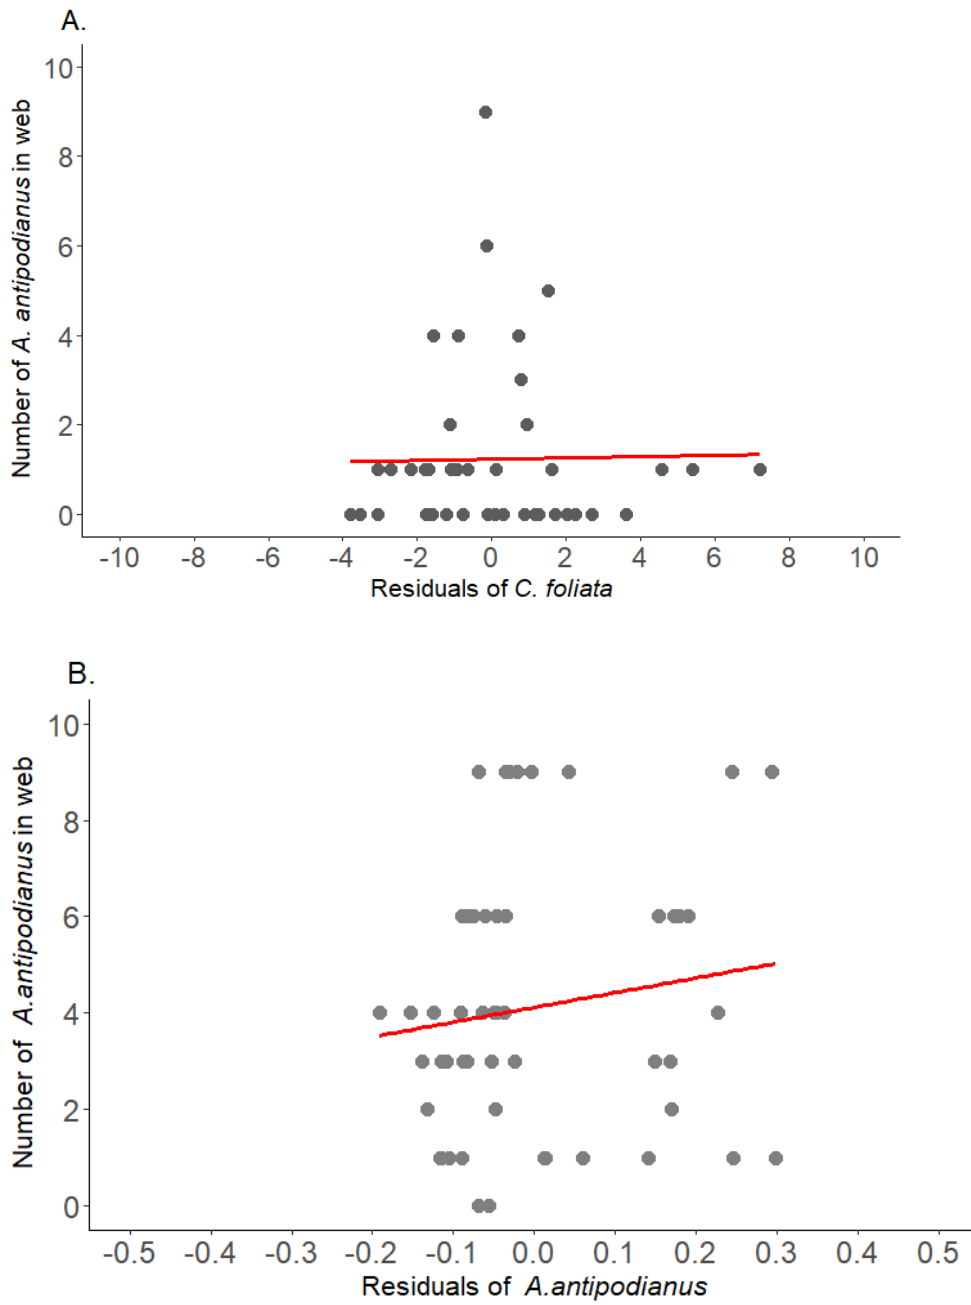 A.
Number of A. antipodianus in web
10
8
6
4
2
0
-10 -8 -6 -4 -2 0 2 4 6 8 10
Residuals of C. foliata
B.
Number of A.antipodianus in web
10
8
6
4
2
0
-0.5 -0.4 -0.3 -0.2 -0.1 0.0 0.1 0.2 0.3 0.4 0.5
Residuals of A.antipodianus